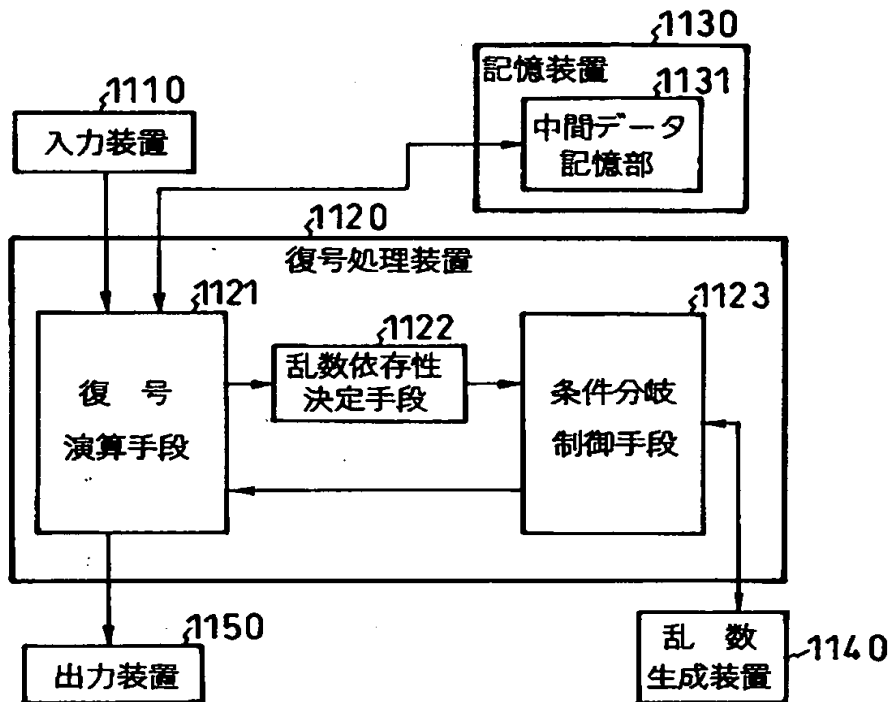 1130
記憶装置
1131
中間データ
記憶部
1110
入力装置
1120
復号処理装置
1121
復 号
演算手段
1122
乱数依存性
決定手段
1123
条件分岐
制御手段
1150
出力装置
乱 数
生成装置
1140